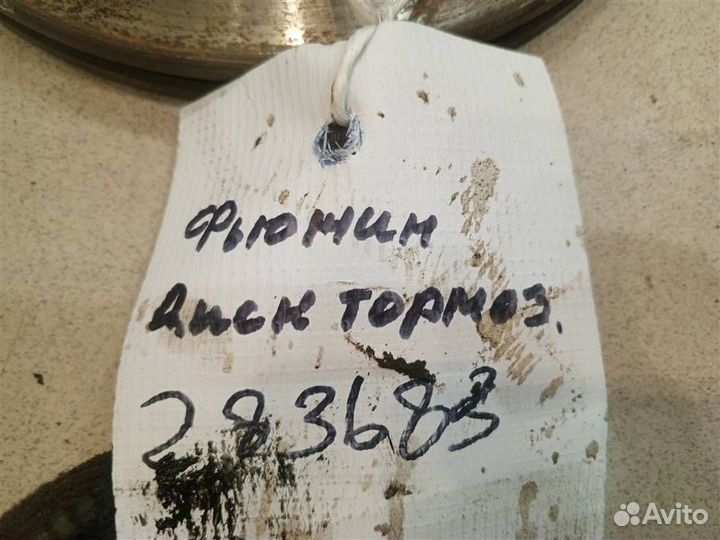 Фьюжин
Диск тормоз.
283683
Avito